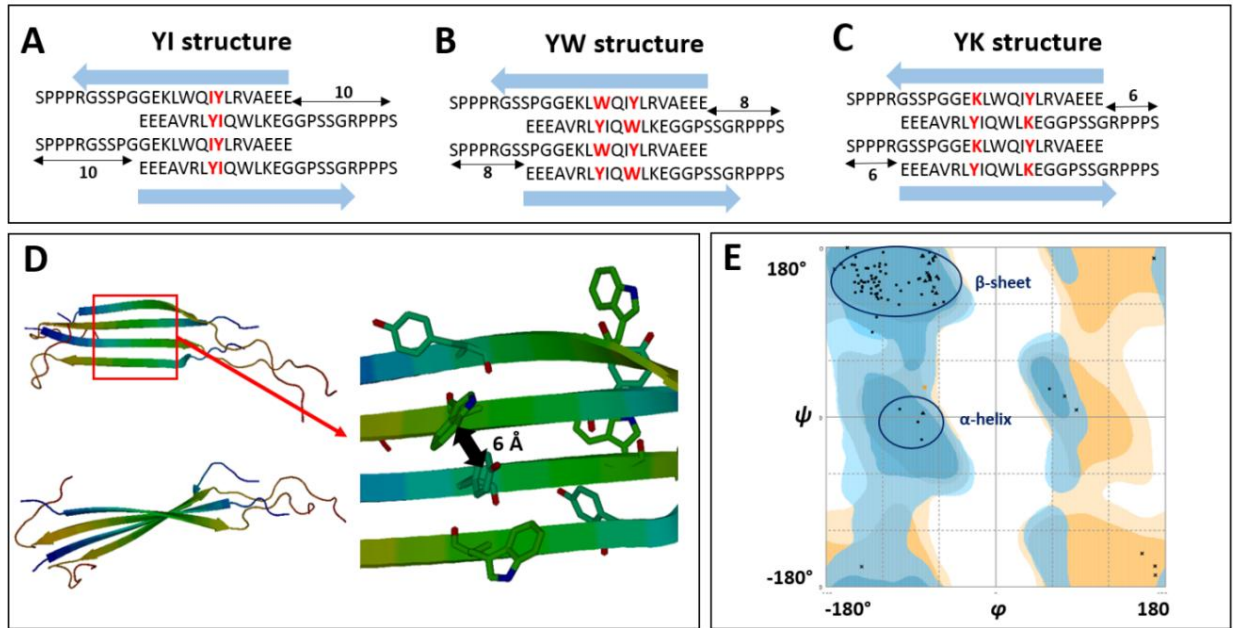 A
YI structure
SPPPRGSSPGGEKLWQIYLRVAEEE
10
EEEAVRLYIQWLKEGGPSSGRPPPS
SPPPRGSSPGGEKLWQIYLRVAEEE
EEEAVRLYIQWLKEGGPSSGRPPPS
10
B
YW structure
SPPPRGSSPGGEKLWQIYLRVAEEE
8
EEEAVRLYIQWLKEGGPSSGRPPPS
SPPPRGSSPGGEKLWQIYLRVAEEE
8
EEEAVRLYIQWLKEGGPSSGRPPPS
C
YK structure
SPPPRGSSPGGEKLWQIYLRVAEEE
6
EEEAVRLYIQWLKEGGPSSGRPPPS
SPPPRGSSPGGEKLWQIYLRVAEEE
6
EEEAVRLYIQWLKEGGPSSGRPPPS
D
6 Å
E
180°
β-sheet
ψ
α-helix
-180°
-180°
φ
180